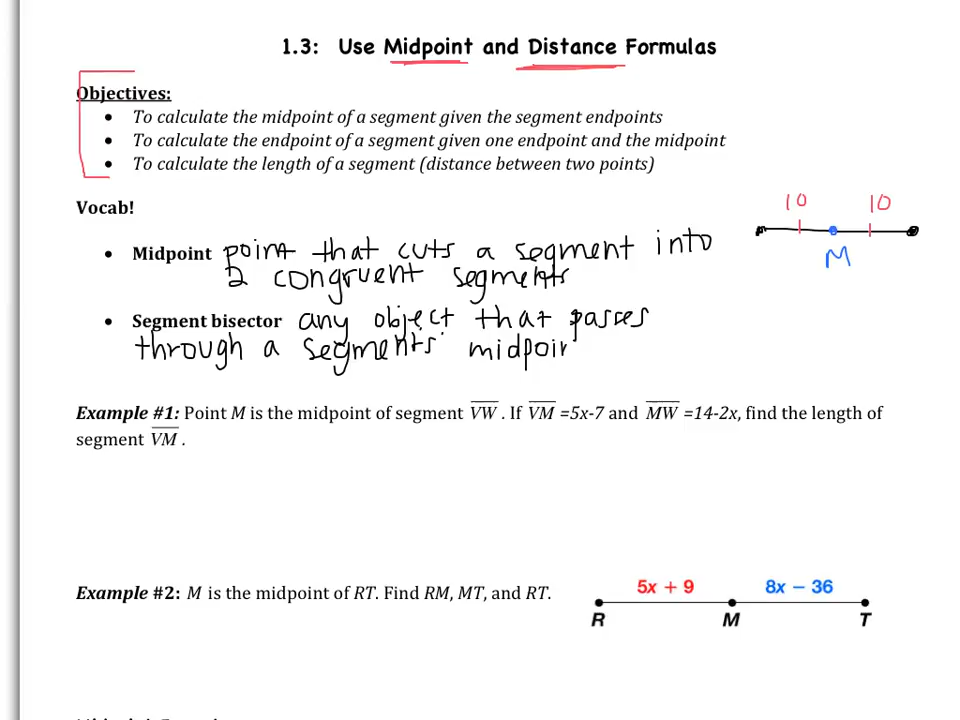 1.3: Use Midpoint and Distance Formulas
Objectives:
• To calculate the midpoint of a segment given the segment endpoints
• To calculate the endpoint of a segment given one endpoint and the midpoint
• To calculate the length of a segment (distance between two points)
Vocab!
10 10
M
• Midpoint point that cuts a segment into
2 congruent segments
• Segment bisector any object that passes
through a segments' midpoin
Example #1: Point M is the midpoint of segment VW . If VM =5x-7 and MW =14-2x, find the length of
segment VM .
Example #2: M is the midpoint of RT. Find RM, MT, and RT.
5x + 9 8x − 36
R M T